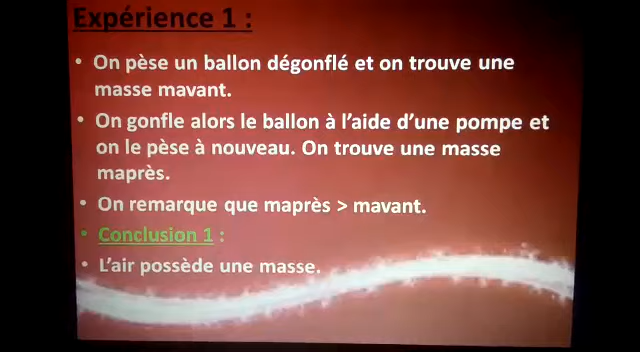 Expérience 1 :
• On pèse un ballon dégonflé et on trouve une
masse mavant.
• On gonfle alors le ballon à l'aide d'une pompe et
on le pèse à nouveau. On trouve une masse
maprès.
• On remarque que maprès > mavant.
• Conclusion 1 :
• L'air possède une masse.